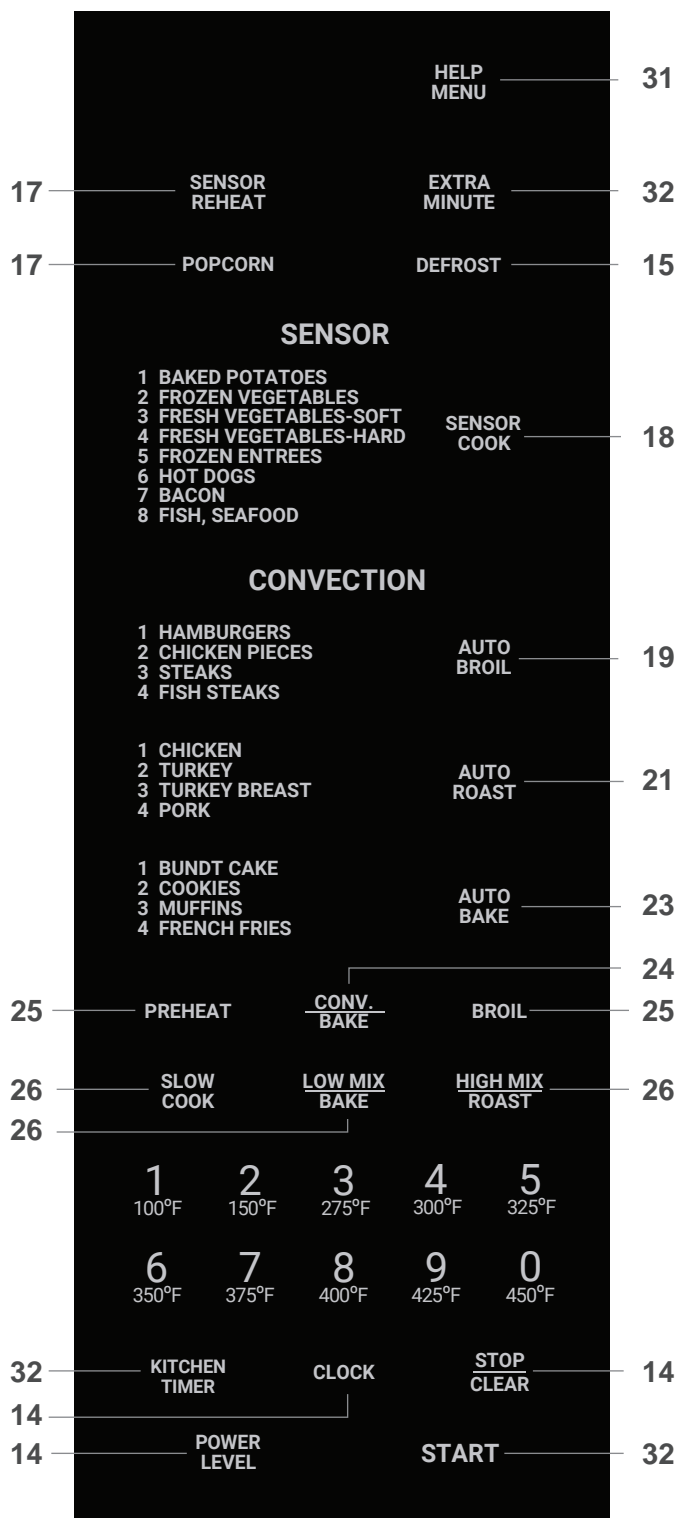 HELP
MENU
31
17
SENSOR
REHEAT
EXTRA
MINUTE
32
17
POPCORN
DEFROST
15
SENSOR
1 BAKED POTATOES
2 FROZEN VEGETABLES
3 FRESH VEGETABLES-SOFT
4 FRESH VEGETABLES-HARD
5 FROZEN ENTREES
6 HOT DOGS
7 BACON
8 FISH, SEAFOOD
SENSOR
COOK
18
CONVECTION
1 HAMBURGERS
2 CHICKEN PIECES
3 STEAKS
4 FISH STEAKS
AUTO
BROIL
19
1 CHICKEN
2 TURKEY
3 TURKEY BREAST
4 PORK
AUTO
ROAST
21
1 BUNDT CAKE
2 COOKIES
3 MUFFINS
4 FRENCH FRIES
AUTO
BAKE
23
24
25
PREHEAT
CONV.
BAKE
BROIL
25
26
SLOW
COOK
LOW MIX
BAKE
HIGH MIX
ROAST
26
26
1 2 3 4 5
100°F 150°F 275°F 300°F 325°F
6 7 8 9 0
350°F 375°F 400°F 425°F 450°F
32
KITCHEN
TIMER
CLOCK
STOP
CLEAR
14
14
14
POWER
LEVEL
START
32